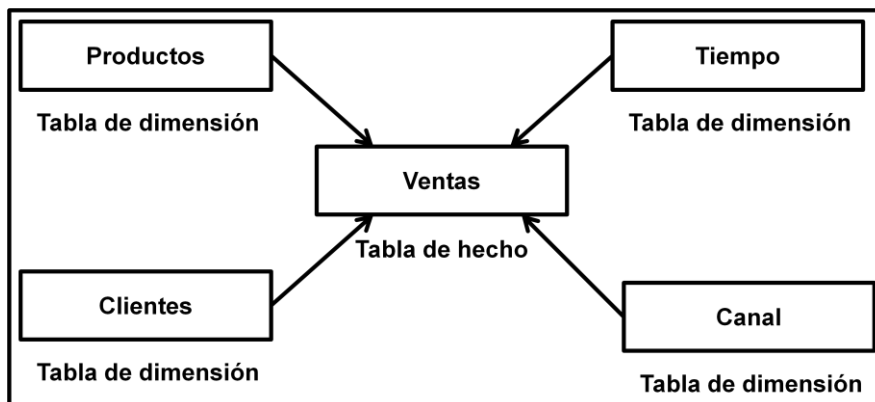 Productos
Tiempo
Tabla de dimensión
Tabla de dimensión
Ventas
Tabla de hecho
Clientes
Canal
Tabla de dimensión
Tabla de dimensión